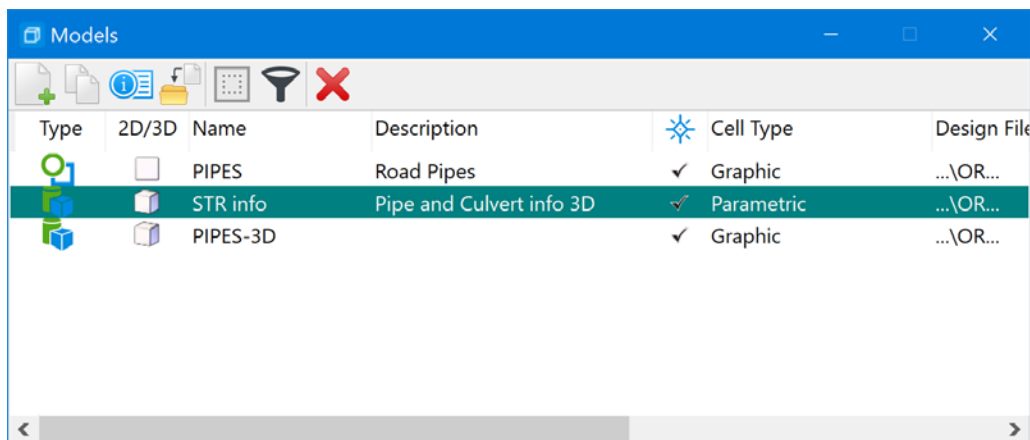 Models
Type 2D/3D Name Description Cell Type Design File
PIPES Road Pipes ✓ Graphic ...\OR...
STR info Pipe and Culvert info 3D ✓ Parametric ...\OR...
PIPES-3D ✓ Graphic ...\OR...